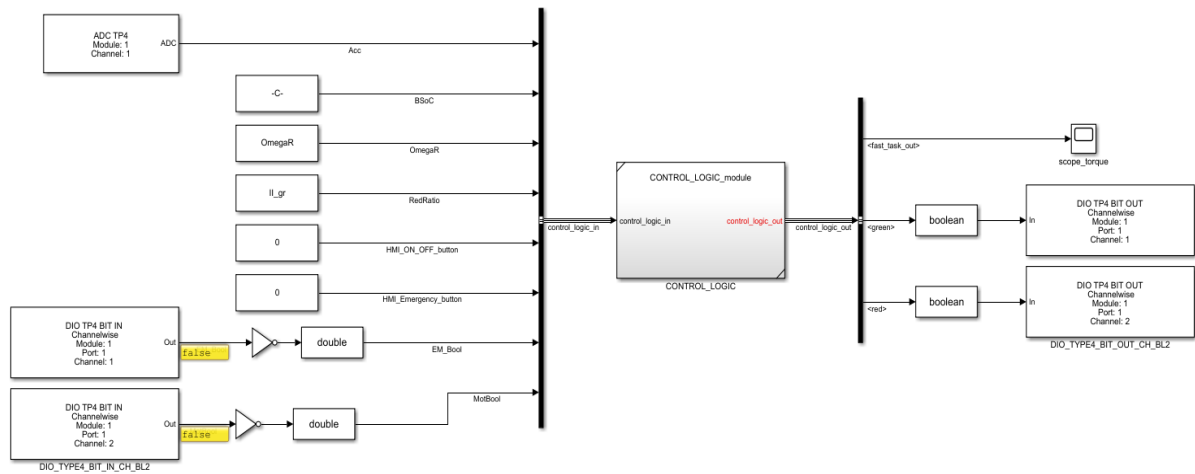 ADC TP4
Module: 1
Channel: 1
ADC
Acc
-C-
BSoC
OmegaR
OmegaR
II_gr
RedRatio
0
HMI_ON_OFF_button
0
HMI_Emergency_button
DIO TP4 BIT IN
Channelwise
Module: 1
Port: 1
Channel: 1
Out
false
double
EM_Bool
DIO TP4 BIT IN
Channelwise
Module: 1
Port: 1
Channel: 2
Out
false
double
MotBool
DIO_TYPE4_BIT_IN_CH_BL2
control_logic_in
CONTROL_LOGIC_module
control_logic_in
control_logic_out
CONTROL_LOGIC
control_logic_out
<fast_task_out>
scope_torque
<green>
boolean
In
DIO TP4 BIT OUT
Channelwise
Module: 1
Port: 1
Channel: 1
<red>
boolean
In
DIO TP4 BIT OUT
Channelwise
Module: 1
Port: 1
Channel: 2
DIO_TYPE4_BIT_OUT_CH_BL2